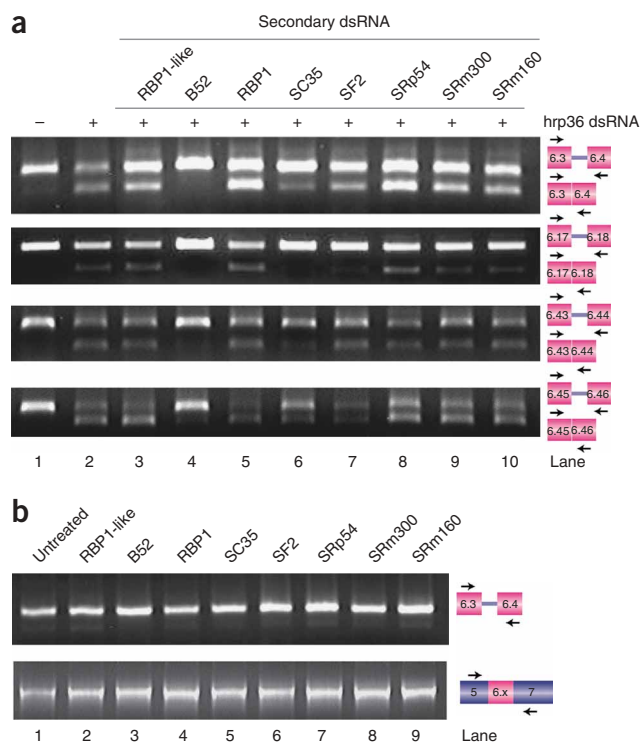 a
Secondary dsRNA
RBP1-like B52 RBP1 SC35 SF2 SRp54 SRm300 SRm160
– + + + + + + + + + hrp36 dsRNA
6.3 6.4
6.3 6.4
6.17 6.18
6.17 6.18
6.43 6.44
6.43 6.44
6.45 6.46
6.45 6.46
1 2 3 4 5 6 7 8 9 10 Lane
b
Untreated RBP1-like B52 RBP1 SC35 SF2 SRp54 SRm300 SRm160
6.3 6.4
5 6.x 7
1 2 3 4 5 6 7 8 9 Lane